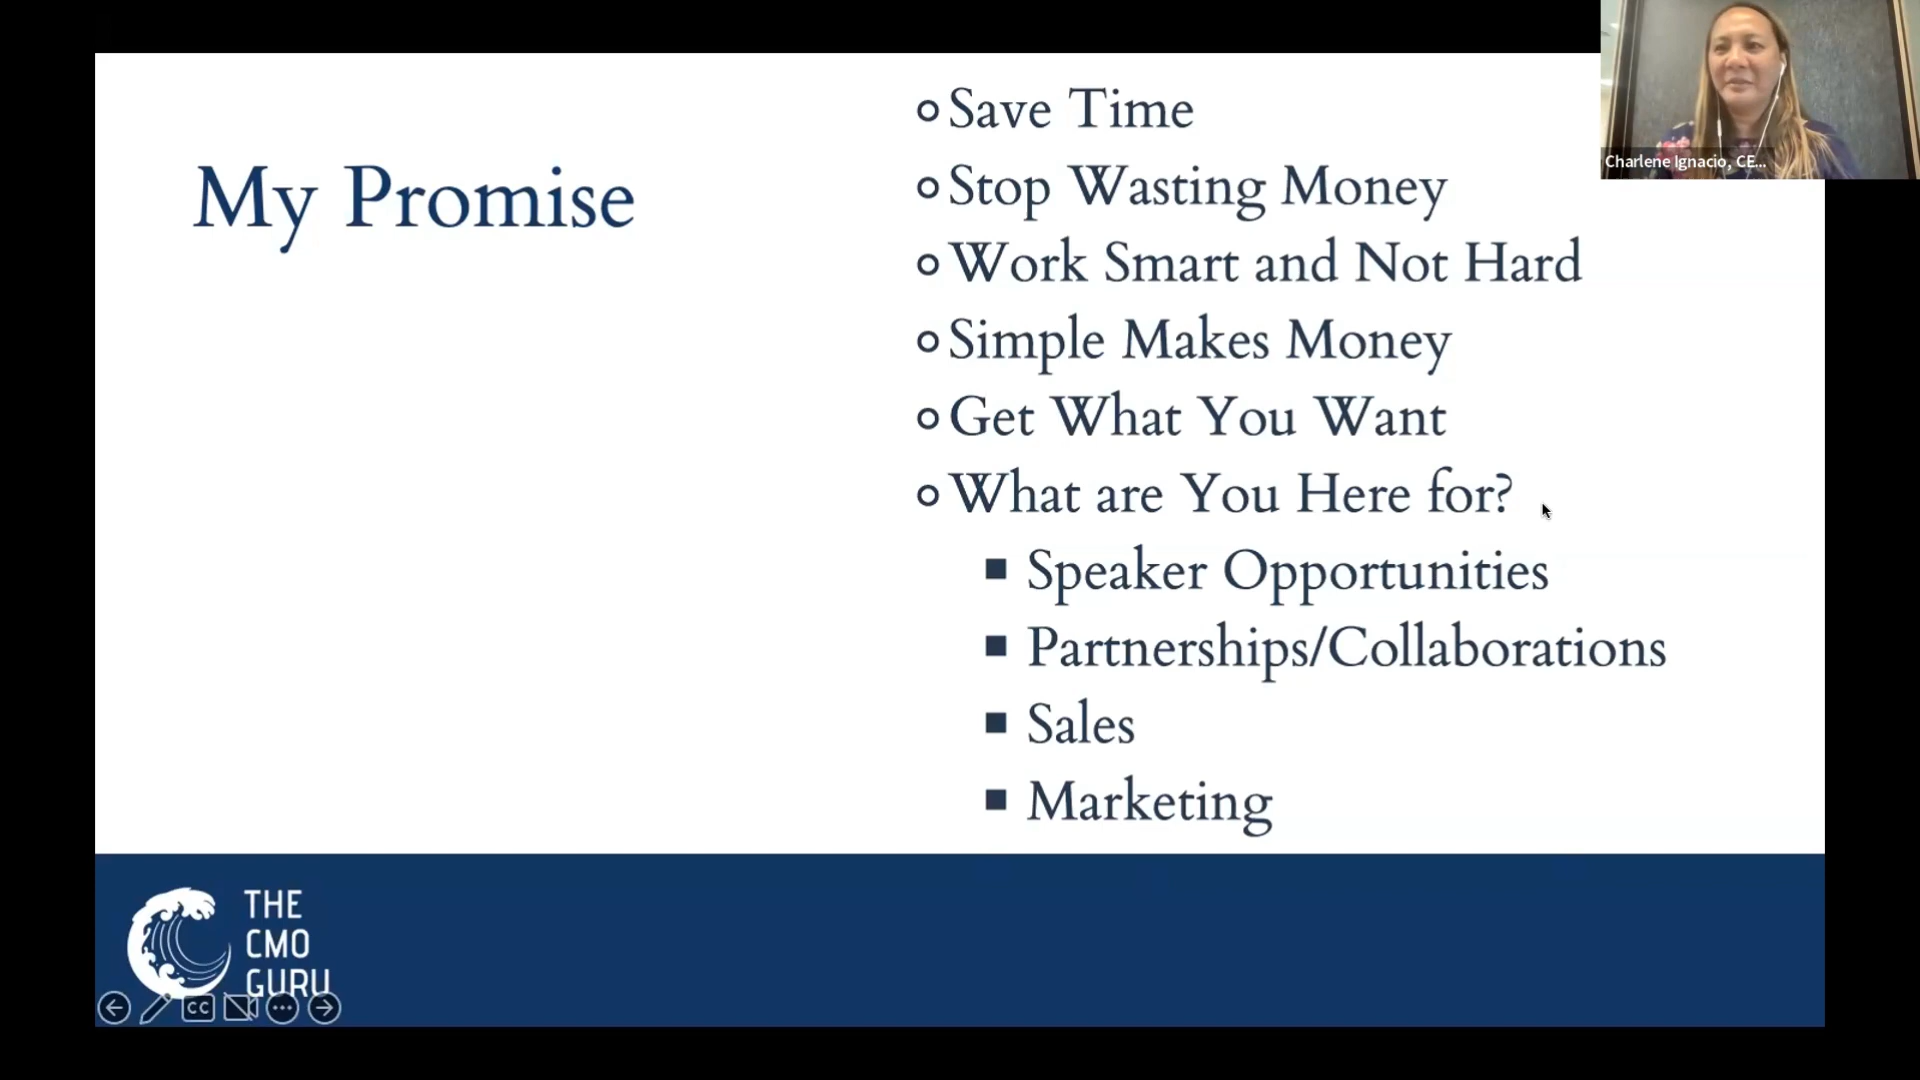 My Promise
Save Time
Stop Wasting Money
Work Smart and Not Hard
Simple Makes Money
Get What You Want
What are You Here for?
Speaker Opportunities
Partnerships/Collaborations
Sales
Marketing
Charlene Ignacio, CE...
THE
CMO
GURU
CC